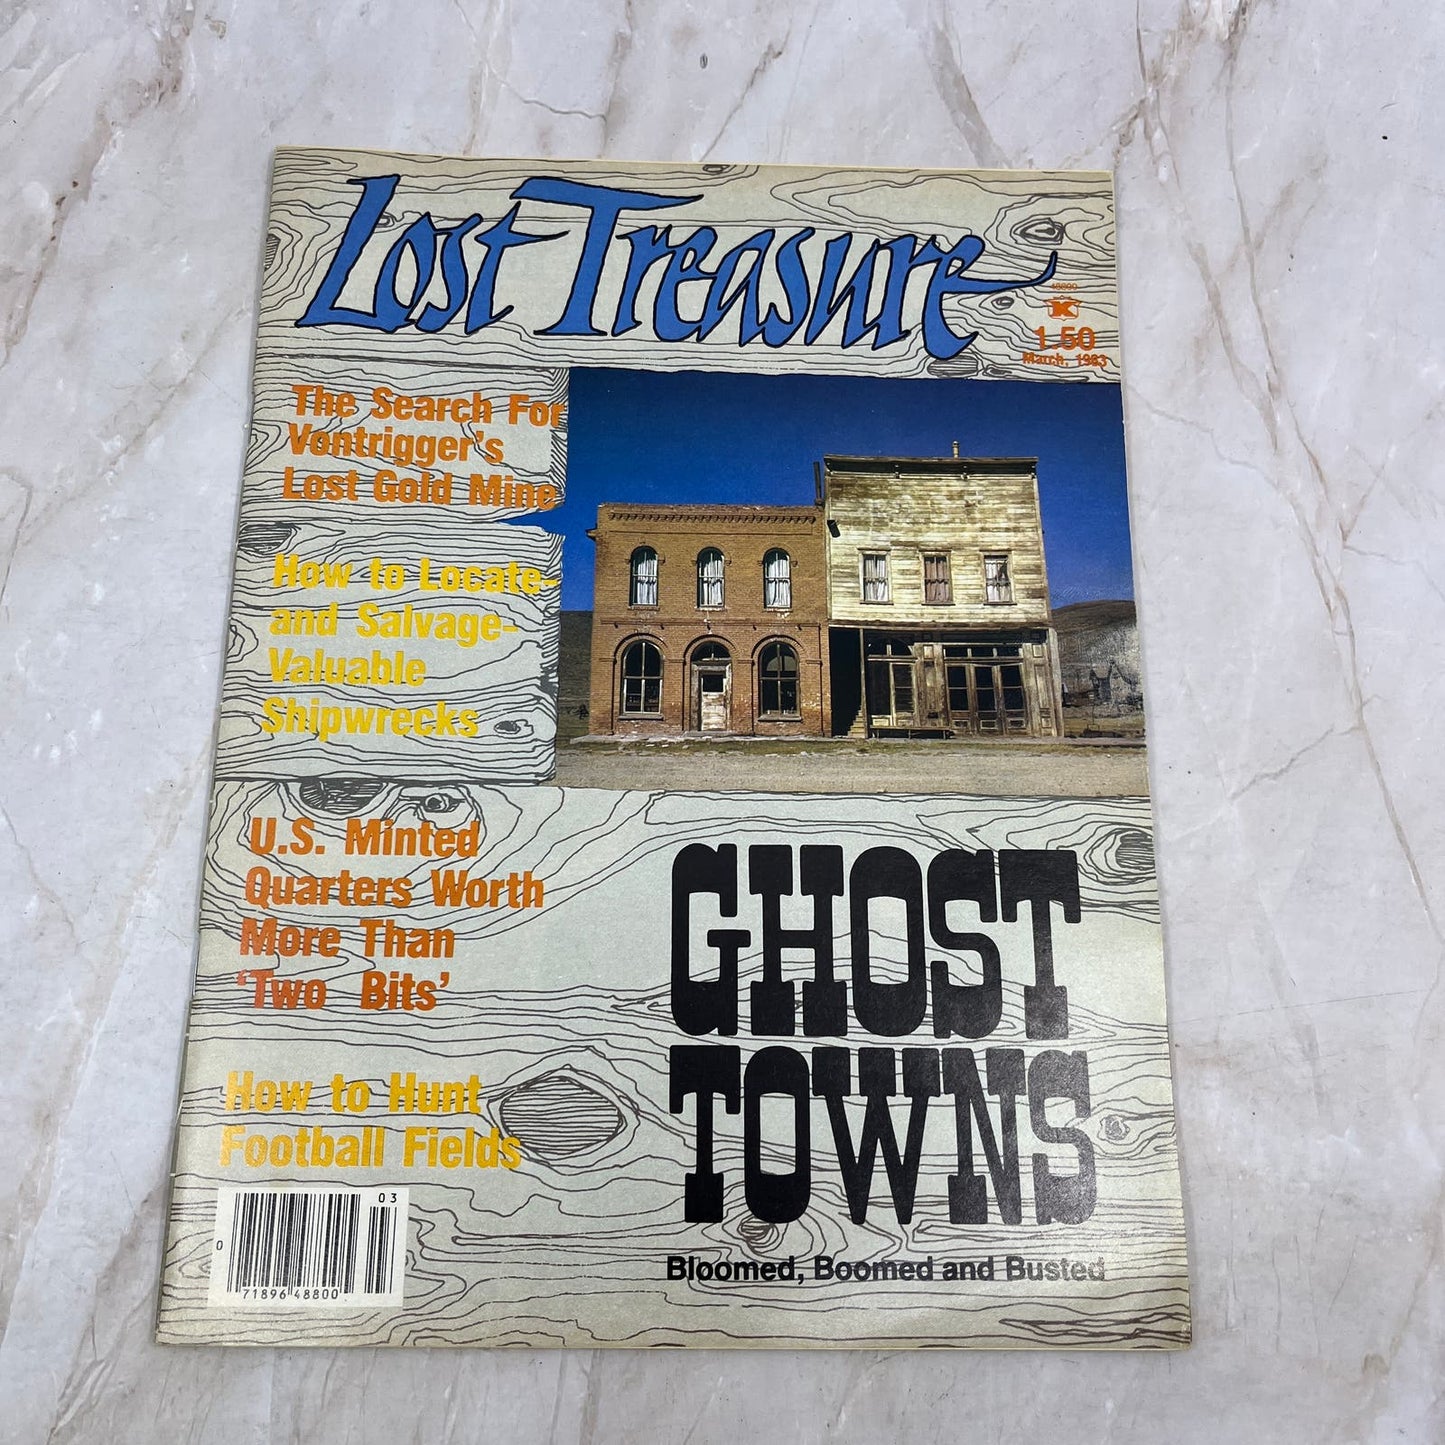 Lost Treasure
48800
K
1.50
March, 1983
The Search For
Vontrigger's
Lost Gold Mine
How to Locate-
and Salvage-
Valuable
Shipwrecks
U.S. Minted
Quarters Worth
More Than
'Two Bits'
How to Hunt
Football Fields
GHOST
TOWNS
Bloomed, Boomed and Busted
03
0
71896 48800